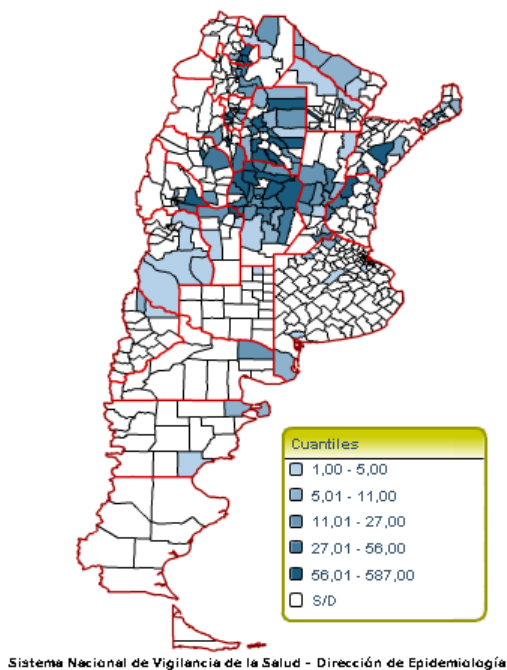 Cuantiles
1,00 - 5,00
5,01 - 11,00
11,01 - 27,00
27,01 - 56,00
56,01 - 587,00
S/D
Sistema Nacional de Vigilancia de la Salud - Dirección de Epidemiología